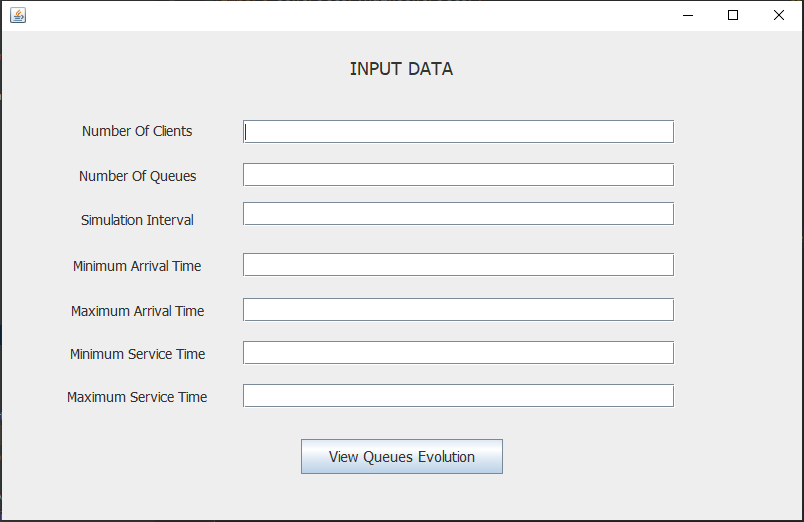 INPUT DATA
Number Of Clients
Number Of Queues
Simulation Interval
Minimum Arrival Time
Maximum Arrival Time
Minimum Service Time
Maximum Service Time
View Queues Evolution